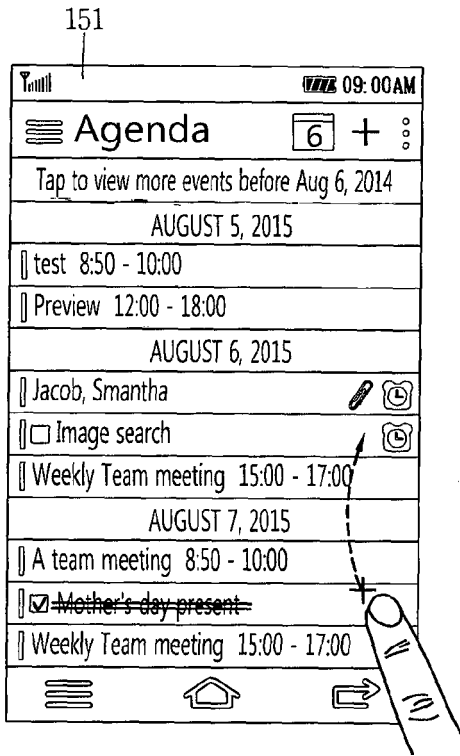 151
09:00AM
Agenda 6 +
Tap to view more events before Aug 6, 2014
AUGUST 5, 2015
test 8:50 - 10:00
Preview 12:00 - 18:00
AUGUST 6, 2015
Jacob, Smantha
Image search
Weekly Team meeting 15:00 - 17:00
AUGUST 7, 2015
A team meeting 8:50 - 10:00
Mother's day present
Weekly Team meeting 15:00 - 17:00